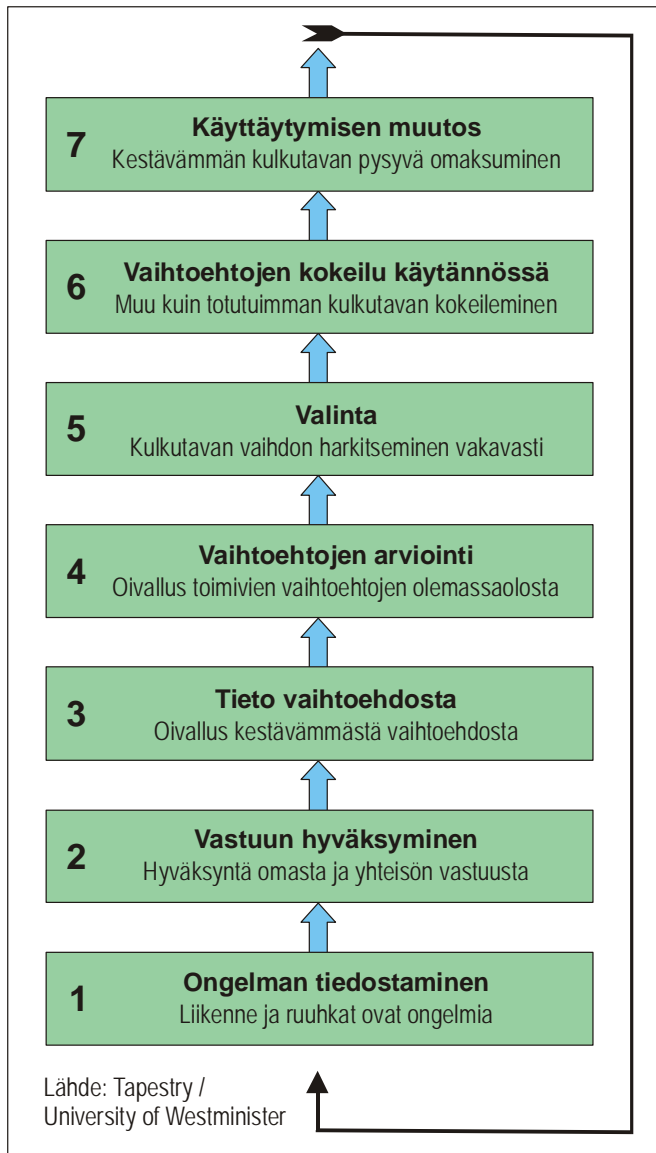 7
Käyttäytymisen muutos
Kestävämmän kulkutavan pysyvä omaksuminen
6
Vaihtoehtojen kokeilu käytännössä
Muu kuin totutuimman kulkutavan kokeileminen
5
Valinta
Kulkutavan vaihdon harkitseminen vakavasti
4
Vaihtoehtojen arviointi
Oivallus toimivien vaihtoehtojen olemassaolosta
3
Tieto vaihtoehdosta
Oivallus kestävämmästä vaihtoehdosta
2
Vastuun hyväksyminen
Hyväksyntä omasta ja yhteisön vastuusta
1
Ongelman tiedostaminen
Liikenne ja ruuhkat ovat ongelmia
Lähde: Tapestry /
University of Westminister